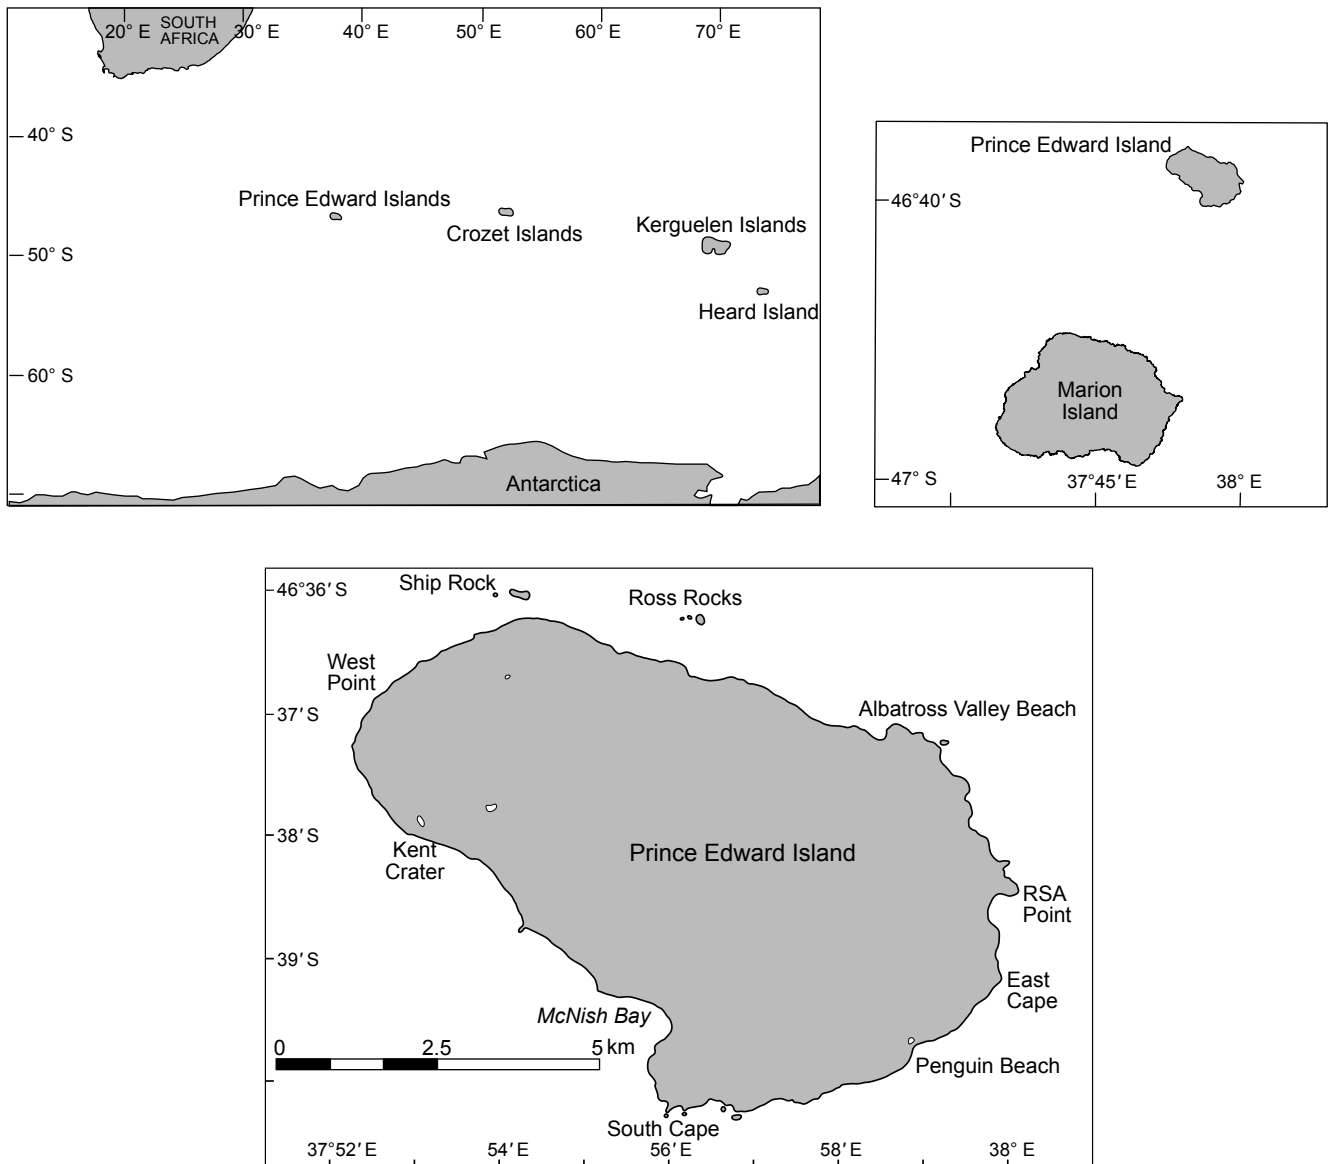 20° E
SOUTH
AFRICA
30° E
40° E
50° E
60° E
70° E
40° S
Prince Edward Islands
Crozet Islands
Kerguelen Islands
50° S
Heard Island
60° S
Antarctica
Prince Edward Island
46°40′ S
Marion
Island
47° S
37°45′ E
38° E
46°36′ S
Ship Rock
Ross Rocks
West
Point
37′ S
Albatross Valley Beach
38′ S
Kent
Crater
Prince Edward Island
RSA
Point
39′ S
East
Cape
McNish Bay
0
2.5
5 km
Penguin Beach
South Cape
37°52′ E
54′ E
56′ E
58′ E
38° E